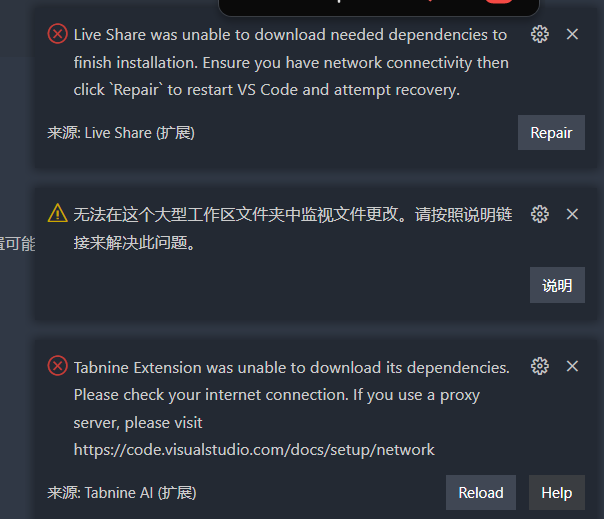 Live Share was unable to download needed dependencies to
finish installation. Ensure you have network connectivity then
click `Repair` to restart VS Code and attempt recovery.
来源: Live Share (扩展)
Repair
无法在这个大型工作区文件夹中监视文件更改。请按照说明链
接来解决此问题。
置可能
说明
Tabnine Extension was unable to download its dependencies.
Please check your internet connection. If you use a proxy
server, please visit
https://code.visualstudio.com/docs/setup/network
来源: Tabnine AI (扩展)
Reload
Help